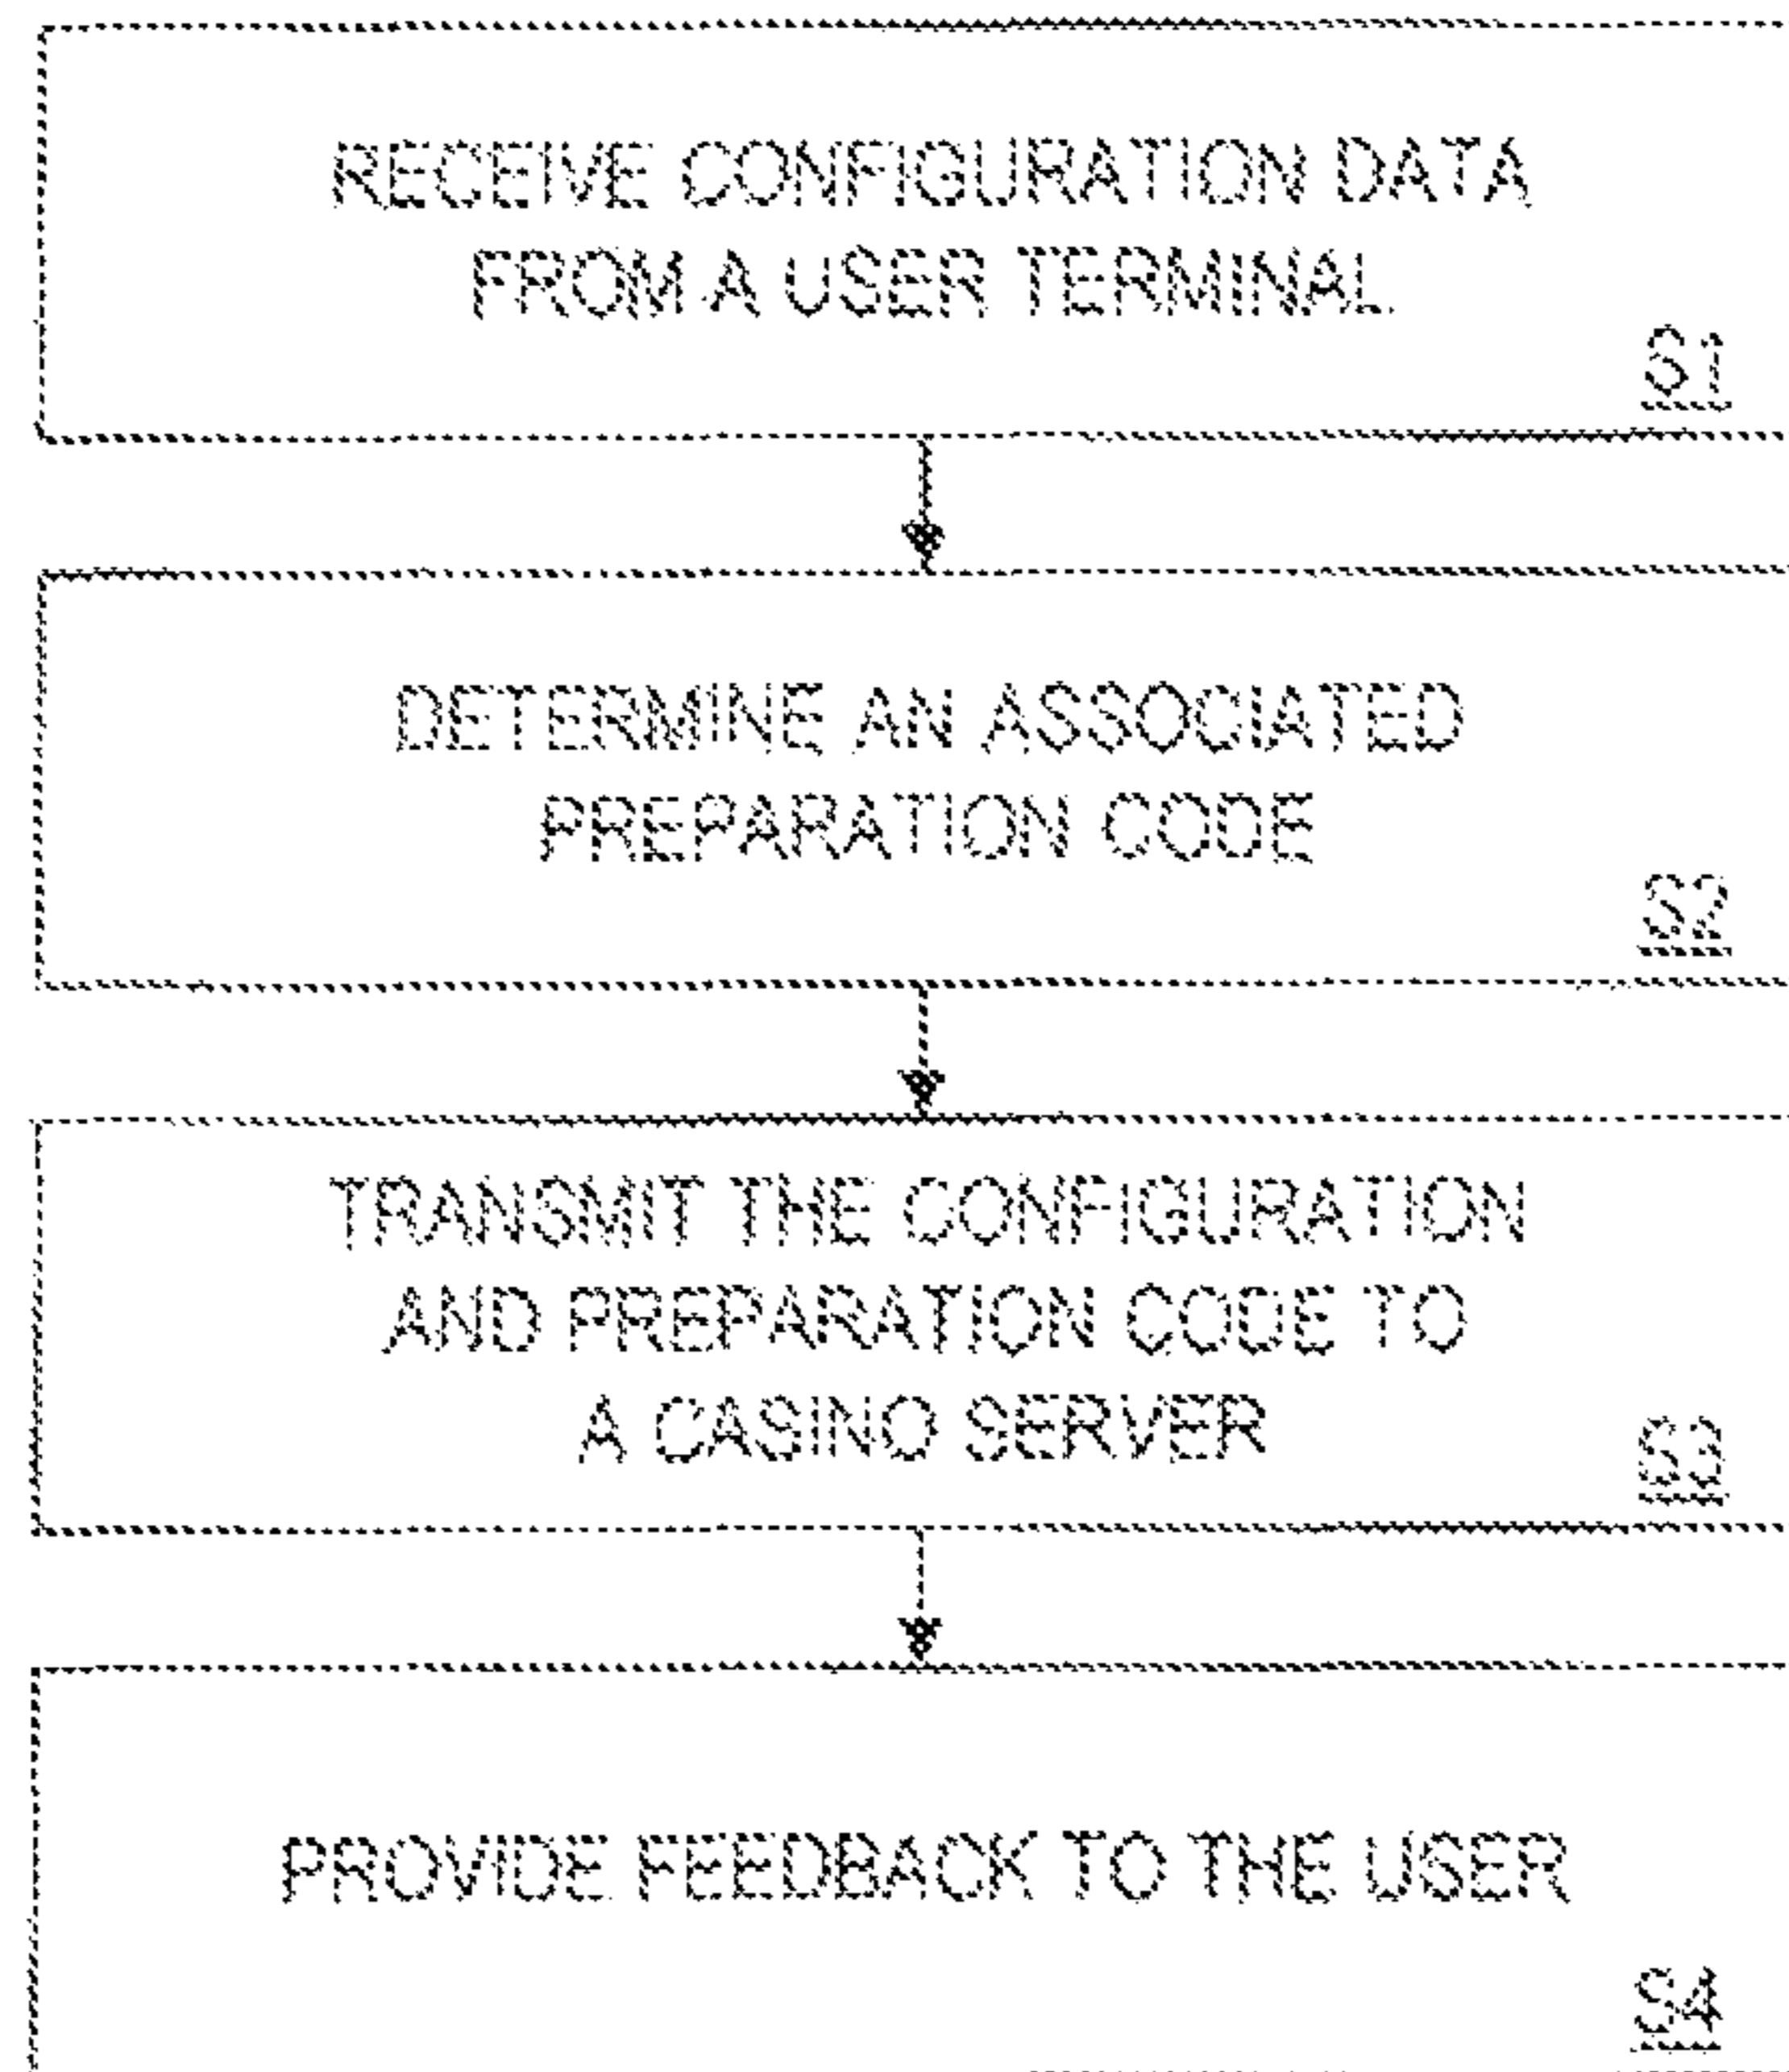 RECEIVE CONFIGURATION DATA
FROM A USER TERMINAL
S1
DETERMINE AN ASSOCIATED
PREPARATION CODE
S2
TRANSMIT THE CONFIGURATION
AND PREPARATION CODE TO
A CASINO SERVER
S3
PROVIDE FEEDBACK TO THE USER
S4